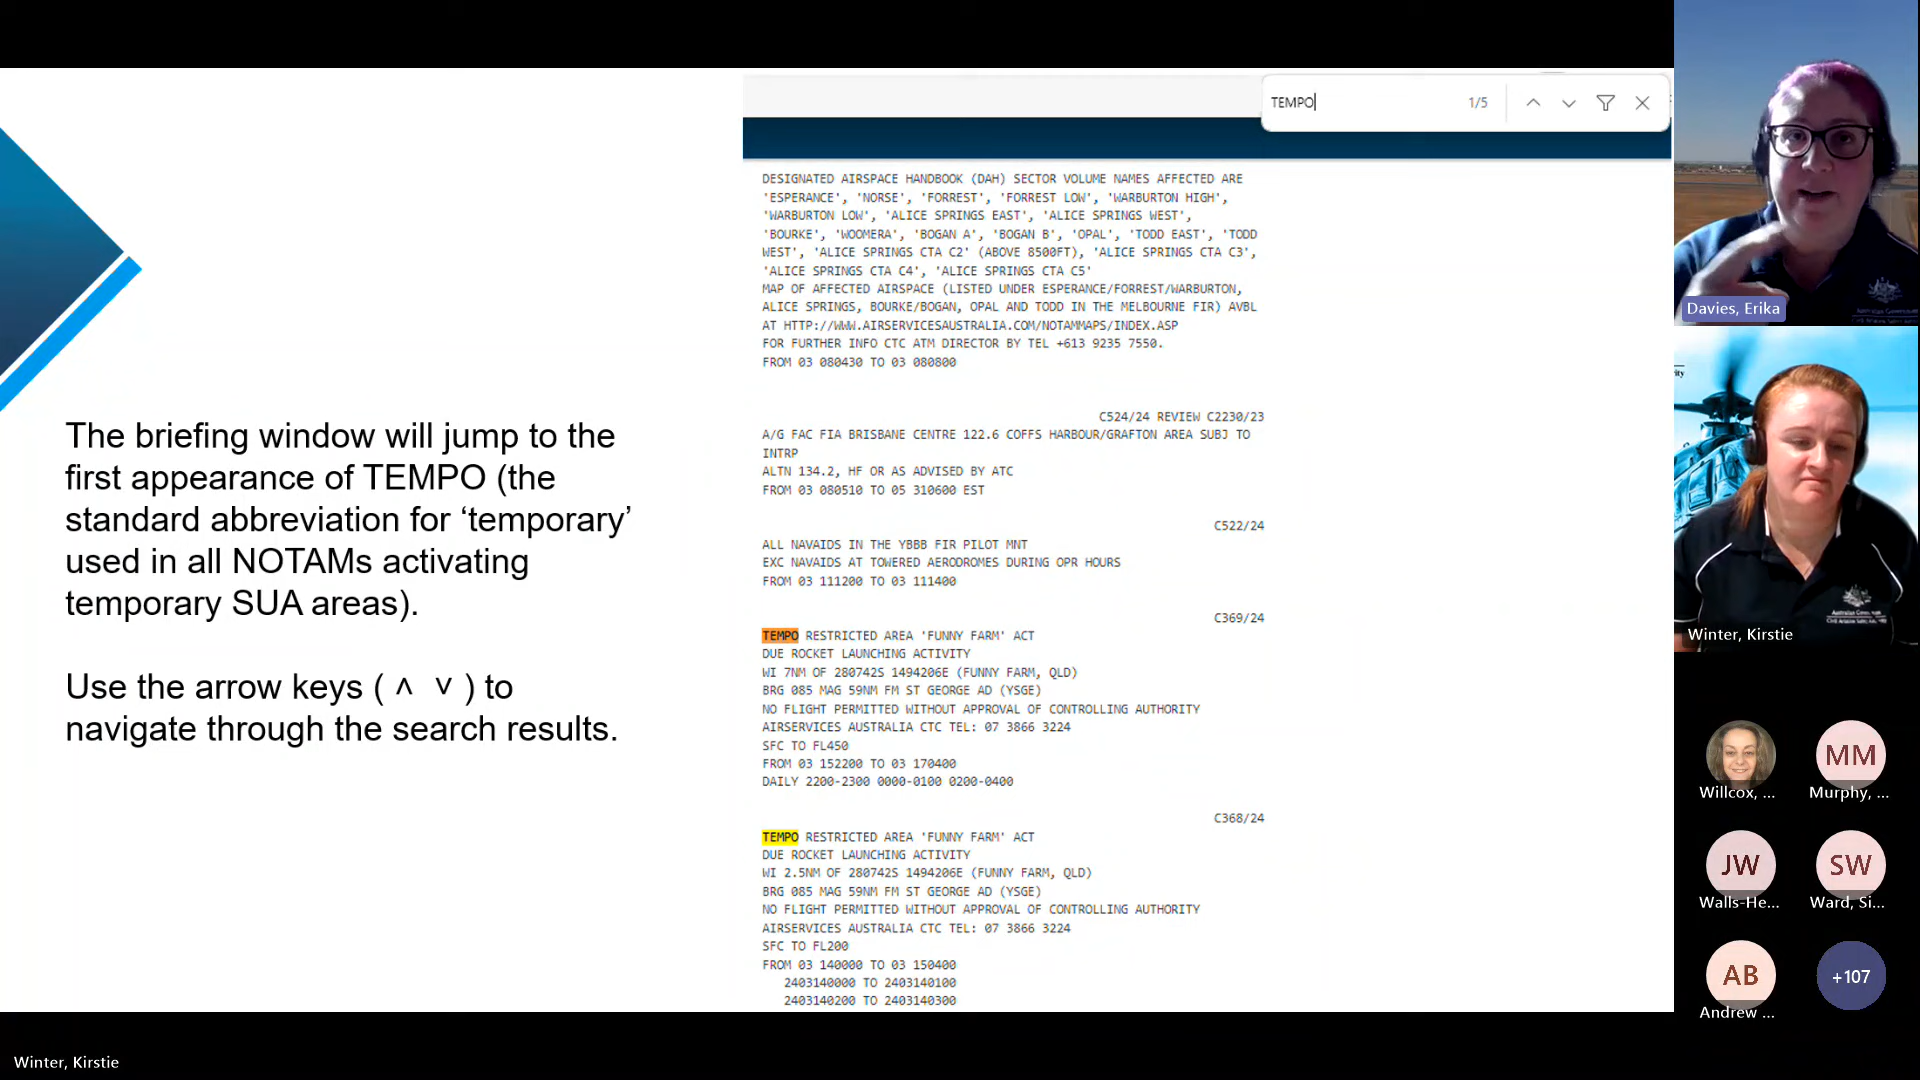 The briefing window will jump to the
first appearance of TEMPO (the
standard abbreviation for ‘temporary’
used in all NOTAMs activating
temporary SUA areas).
Use the arrow keys ( ˄ ˅ ) to
navigate through the search results.
TEMPO 1/5
DESIGNATED AIRSPACE HANDBOOK (DAH) SECTOR VOLUME NAMES AFFECTED ARE
'ESPERANCE', 'NORSE', 'FORREST', 'FORREST LOW', 'WARBURTON HIGH',
'WARBURTON LOW', 'ALICE SPRINGS EAST', 'ALICE SPRINGS WEST',
'BOURKE', 'WOOMERA', 'BOGAN A', 'BOGAN B', 'OPAL', 'TODD EAST', 'TODD
WEST', 'ALICE SPRINGS CTA C2' (ABOVE 8500FT), 'ALICE SPRINGS CTA C3',
'ALICE SPRINGS CTA C4', 'ALICE SPRINGS CTA C5'
MAP OF AFFECTED AIRSPACE (LISTED UNDER ESPERANCE/FORREST/WARBURTON,
ALICE SPRINGS, BOURKE/BOGAN, OPAL AND TODD IN THE MELBOURNE FIR) AVBL
AT HTTP://WWW.AIRSERVICESAUSTRALIA.COM/NOTAMMAPS/INDEX.ASP
FOR FURTHER INFO CTC ATM DIRECTOR BY TEL +613 9235 7550.
FROM 03 080430 TO 03 080800
C524/24 REVIEW C2230/23
A/G FAC FIA BRISBANE CENTRE 122.6 COFFS HARBOUR/GRAFTON AREA SUBJ TO
INTRP
ALTN 134.2, HF OR AS ADVISED BY ATC
FROM 03 080510 TO 05 310600 EST
C522/24
ALL NAVAIDS IN THE YBBB FIR PILOT MNT
EXC NAVAIDS AT TOWERED AERODROMES DURING OPR HOURS
FROM 03 111200 TO 03 111400
C369/24
TEMPO RESTRICTED AREA 'FUNNY FARM' ACT
DUE ROCKET LAUNCHING ACTIVITY
WI 7NM OF 280742S 1494206E (FUNNY FARM, QLD)
BRG 085 MAG 59NM FM ST GEORGE AD (YSGE)
NO FLIGHT PERMITTED WITHOUT APPROVAL OF CONTROLLING AUTHORITY
AIRSERVICES AUSTRALIA CTC TEL: 07 3866 3224
SFC TO FL450
FROM 03 152200 TO 03 170400
DAILY 2200-2300 0000-0100 0200-0400
C368/24
TEMPO RESTRICTED AREA 'FUNNY FARM' ACT
DUE ROCKET LAUNCHING ACTIVITY
WI 2.5NM OF 280742S 1494206E (FUNNY FARM, QLD)
BRG 085 MAG 59NM FM ST GEORGE AD (YSGE)
NO FLIGHT PERMITTED WITHOUT APPROVAL OF CONTROLLING AUTHORITY
AIRSERVICES AUSTRALIA CTC TEL: 07 3866 3224
SFC TO FL200
FROM 03 140000 TO 03 150400
2403140000 TO 2403140100
2403140200 TO 2403140300
Davies, Erika
Winter, Kirstie
Willcox, ...
MM
Murphy, ...
JW
Walls-He...
SW
Ward, Si...
AB
Andrew ...
+107
Winter, Kirstie